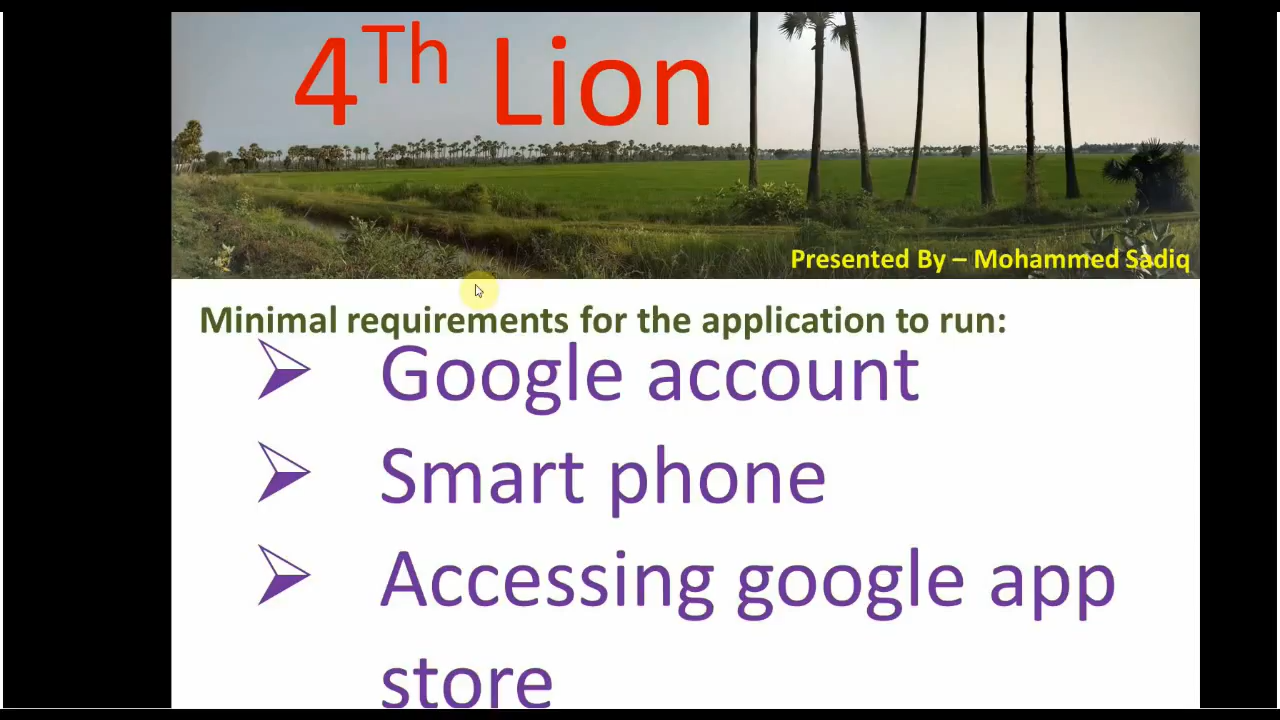 4Th Lion
Presented By – Mohammed Sadiq
Minimal requirements for the application to run:
Google account
Smart phone
Accessing google app
store